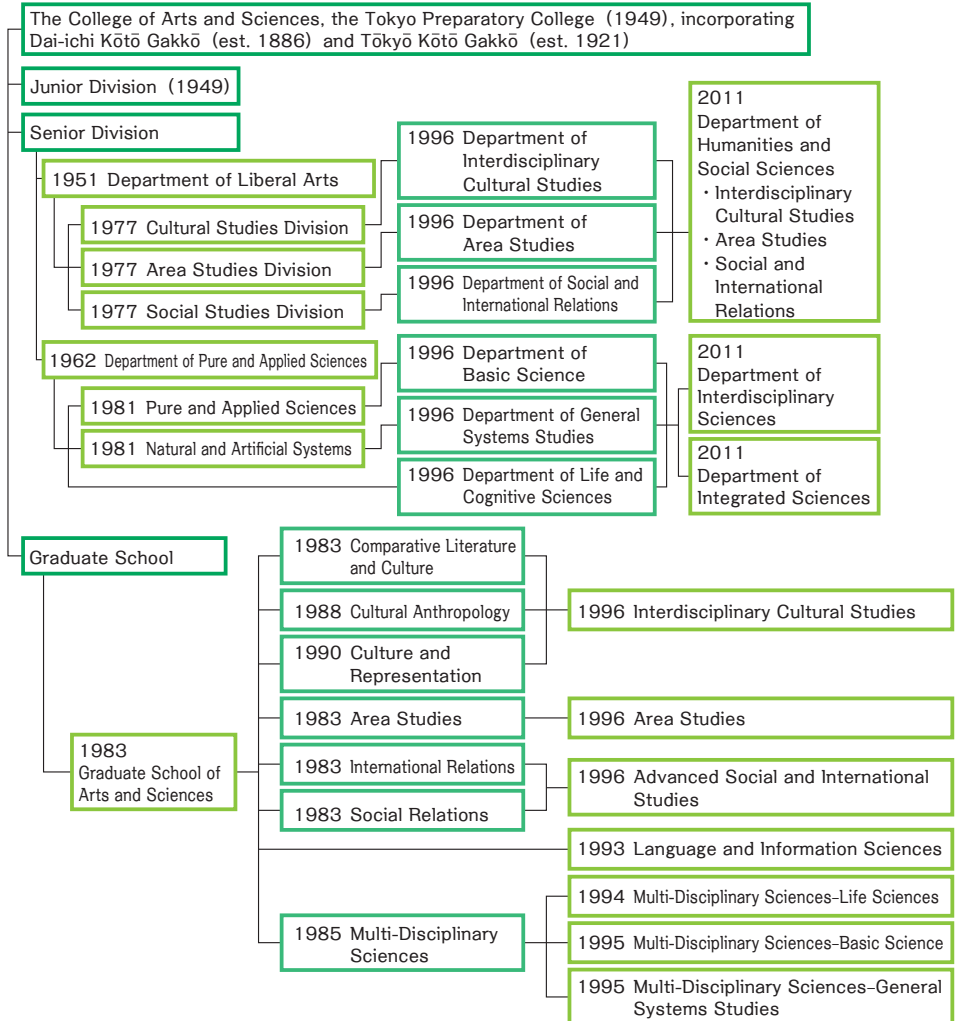 The College of Arts and Sciences, the Tokyo Preparatory College (1949), incorporating
Dai-ichi Kōtō Gakkō (est. 1886) and Tōkyō Kōtō Gakkō (est. 1921)
Junior Division (1949)
Senior Division
1951 Department of Liberal Arts
1977 Cultural Studies Division
1977 Area Studies Division
1977 Social Studies Division
1996 Department of
Interdisciplinary
Cultural Studies
1996 Department of
Area Studies
1996 Department of Social and
International Relations
2011
Department of
Humanities and
Social Sciences
・Interdisciplinary
Cultural Studies
・Area Studies
・Social and
International
Relations
1962 Department of Pure and Applied Sciences
1981 Pure and Applied Sciences
1981 Natural and Artificial Systems
1996 Department of
Basic Science
1996 Department of General
Systems Studies
1996 Department of Life and
Cognitive Sciences
2011
Department of
Interdisciplinary
Sciences
2011
Department of
Integrated Sciences
Graduate School
1983
Graduate School of
Arts and Sciences
1983 Comparative Literature
and Culture
1988 Cultural Anthropology
1990 Culture and
Representation
1996 Interdisciplinary Cultural Studies
1983 Area Studies
1996 Area Studies
1983 International Relations
1983 Social Relations
1996 Advanced Social and International
Studies
1993 Language and Information Sciences
1985 Multi-Disciplinary
Sciences
1994 Multi-Disciplinary Sciences–Life Sciences
1995 Multi-Disciplinary Sciences–Basic Science
1995 Multi-Disciplinary Sciences–General
Systems Studies